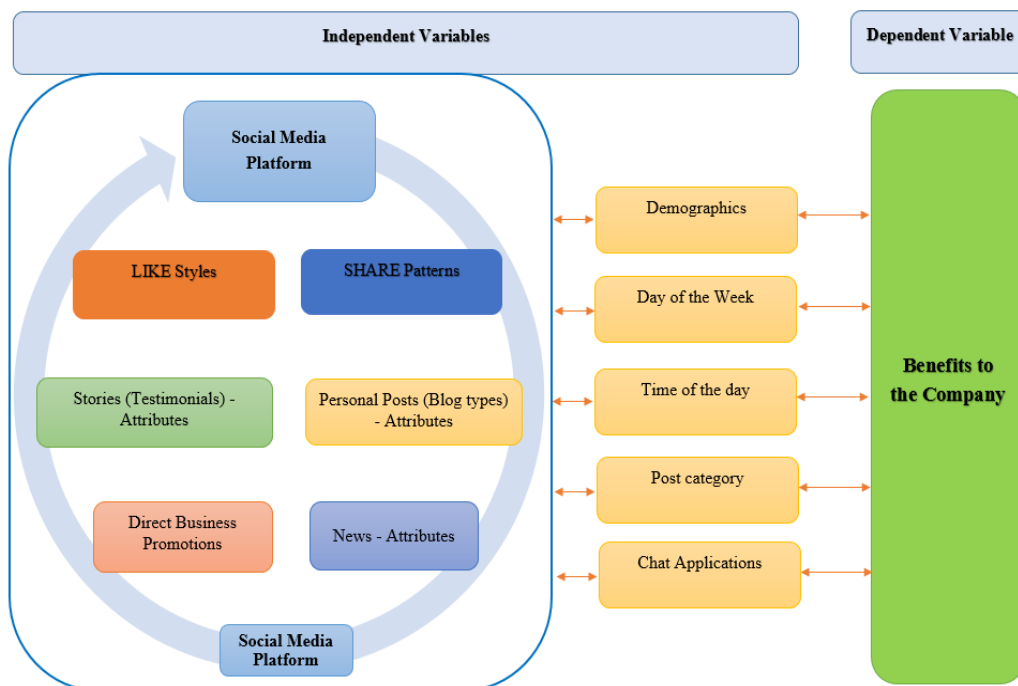 Independent Variables
Dependent Variable
Social Media
Platform
LIKE Styles
SHARE Patterns
Stories (Testimonials) -
Attributes
Personal Posts (Blog types)
- Attributes
Direct Business
Promotions
News - Attributes
Social Media
Platform
Demographics
Day of the Week
Time of the day
Post category
Chat Applications
Benefits to
the Company